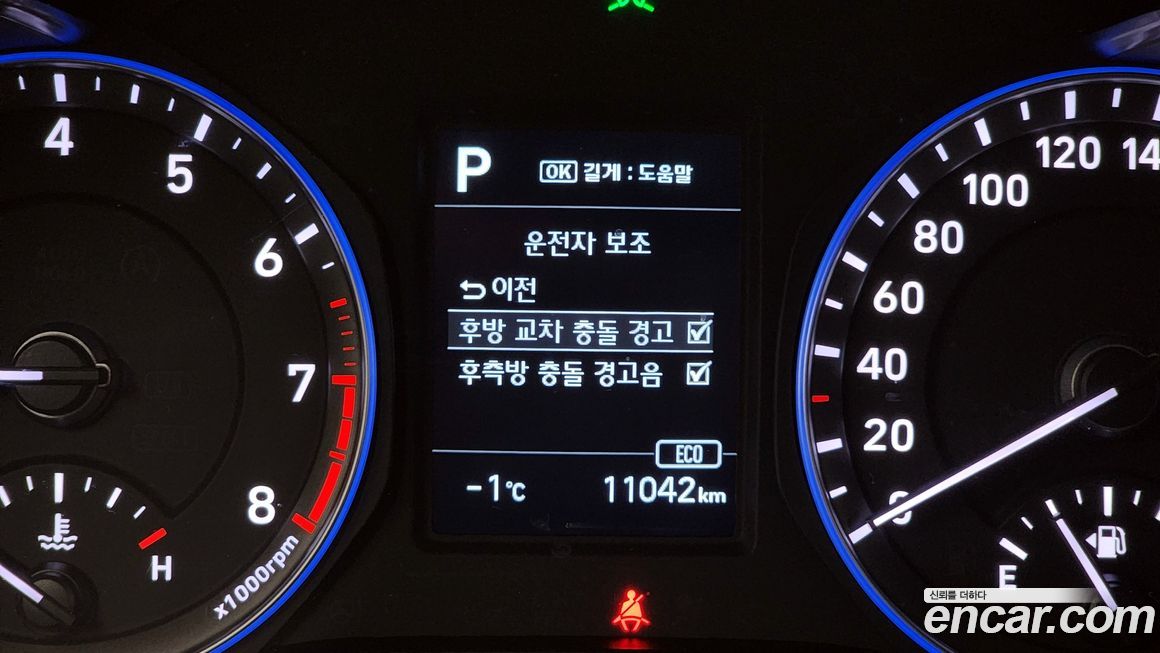 4
5
6
7
8
x1000rpm
H
P
OK 길게 : 도움말
운전자 보조
이전
후방 교차 충돌 경고
후측방 충돌 경고음
ECO
-1℃
11042 km
120
100
80
60
40
20
0
E
신뢰를 더하다
encar.com